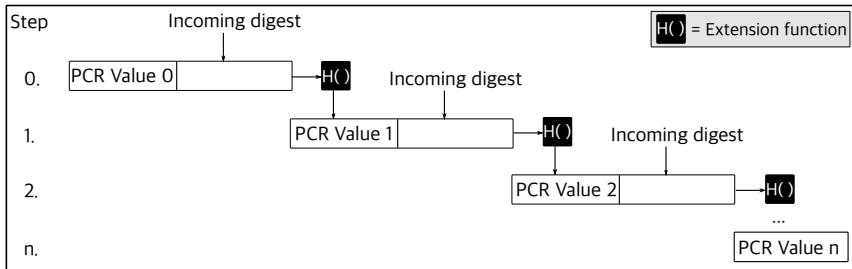 Step
Incoming digest
H() = Extension function
0.
PCR Value 0
H()
Incoming digest
1.
PCR Value 1
H()
Incoming digest
2.
PCR Value 2
H()
...
n.
PCR Value n